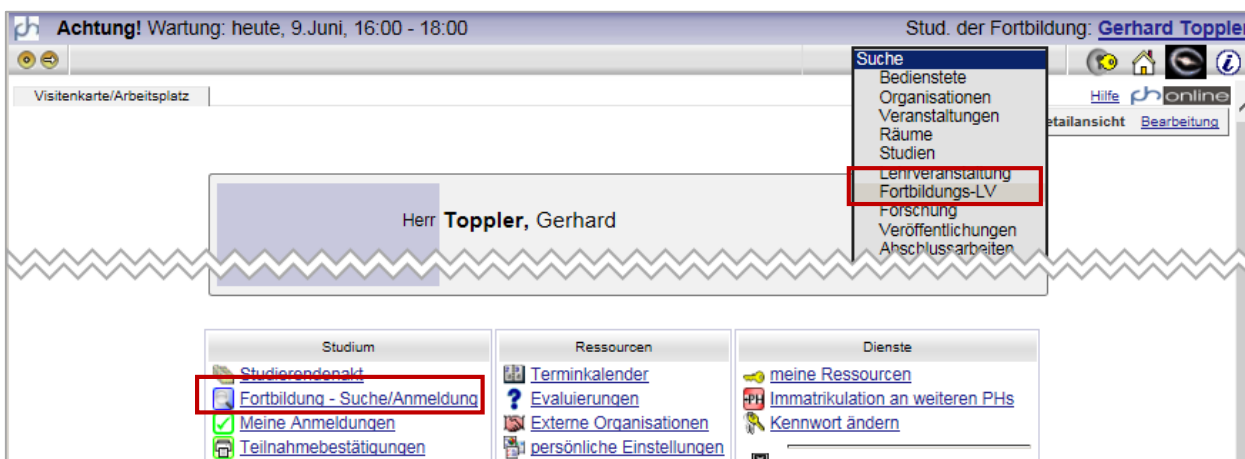 ph Achtung! Wartung: heute, 9.Juni, 16:00 - 18:00 Stud. der Fortbildung: Gerhard Toppler
Suche
Bedienstete
Organisationen
Veranstaltungen
Räume
Studien
Lehrveranstaltung
Fortbildungs-LV
Forschung
Veröffentlichungen
Abschlussarbeiten
Visitenkarte/Arbeitsplatz
Hilfe ph online
etailansicht Bearbeitung
Herr Toppler, Gerhard
Studium
Studierendenakt
Fortbildung - Suche/Anmeldung
Meine Anmeldungen
Teilnahmebestätigungen
Ressourcen
Terminkalender
Evaluierungen
Externe Organisationen
persönliche Einstellungen
Dienste
meine Ressourcen
PH Immatrikulation an weiteren PHs
Kennwort ändern